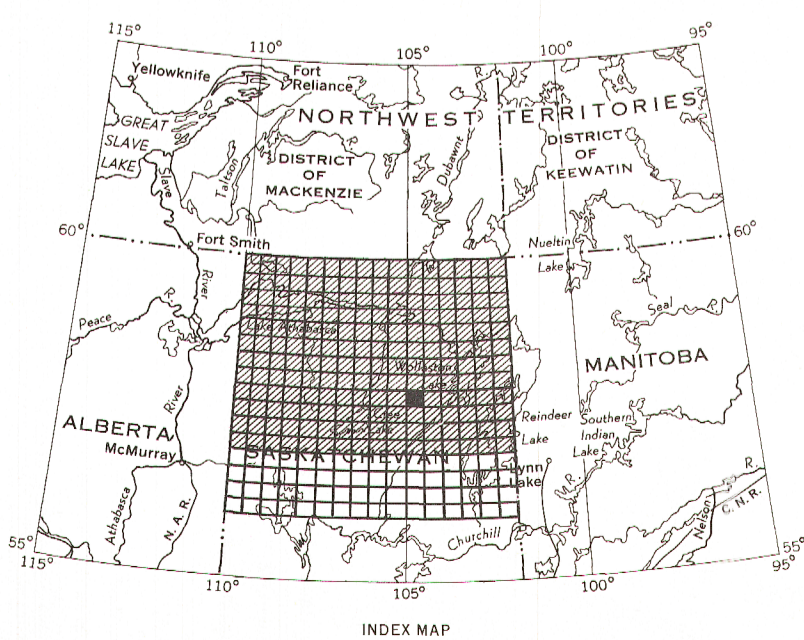 115°
110°
105°
100°
95°
Yellowknife
Fort
Reliance
R.
NORTHWEST TERRITORIES
GREAT
SLAVE
LAKE
Slave
Taltson
R.
DISTRICT
OF
MACKENZIE
R.
Dubawnt
DISTRICT
OF
KEEWATIN
60°
60°
Fort Smith
Nueltin
Lake
River
R.
Peace
Lake Athabasca
Seal R.
Wollaston
Lake
MANITOBA
River
Cree
Lake
Reindeer
Lake
Southern
Indian
Lake
ALBERTA
McMurray
SASKATCHEWAN
Lynn
Lake
R.
R.
Athabasca
N. A. R.
Churchill
Nelson
C. N. R.
55°
115°
110°
105°
100°
55°
95°
INDEX MAP